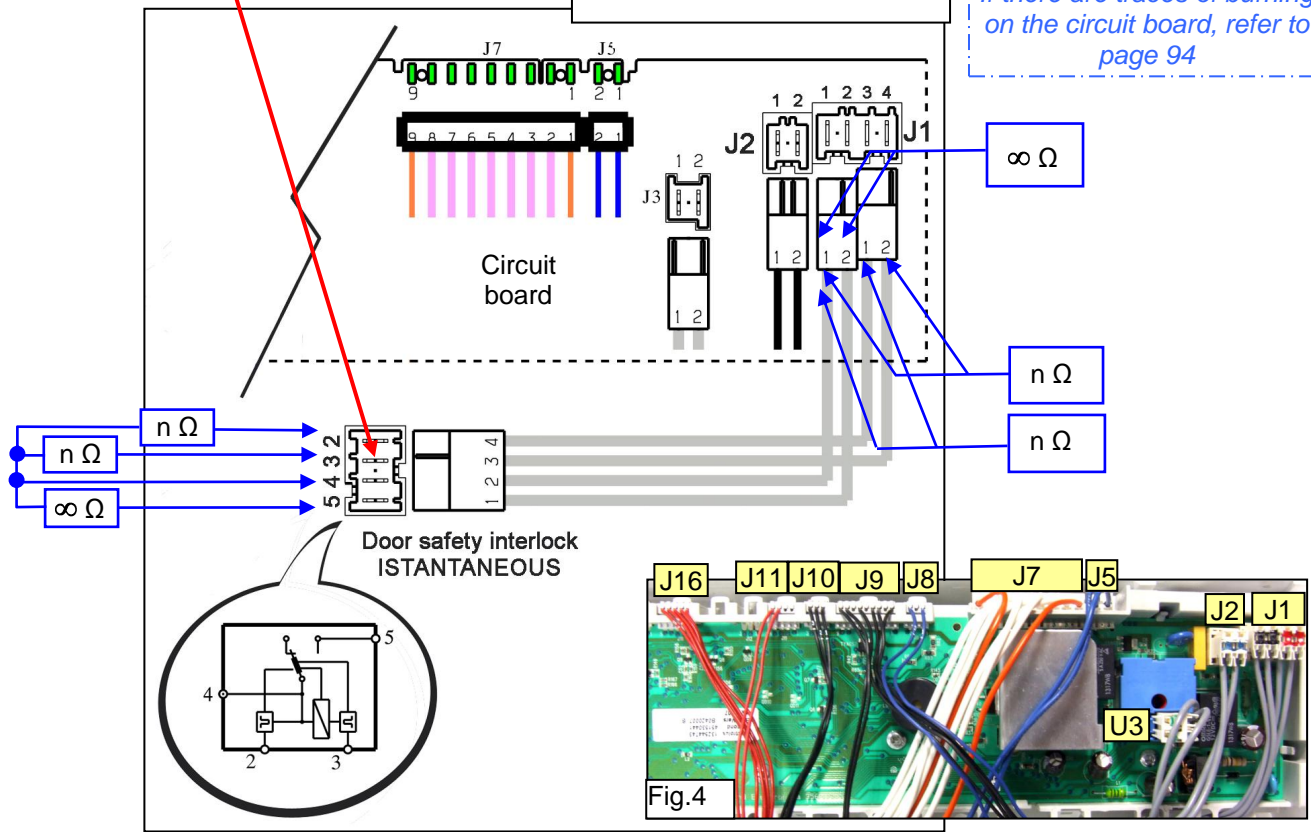 If there are traces of burning
on the circuit board, refer to
page 94
J7
J5
9
1
2
1
9 8 7 6 5 4 3 2 1
2 1
J2
1 2
1 2 3 4
J1
∞ Ω
J3
1 2
1 2
1 2
1 2
1 2
Circuit
board
n Ω
n Ω
n Ω
n Ω
∞ Ω
2
3
4
5
4
3
2
1
Door safety interlock
ISTANTANEOUS
5
4
2
3
J16
J11
J10
J9
J8
J7
J5
J2
J1
U3
Fig.4